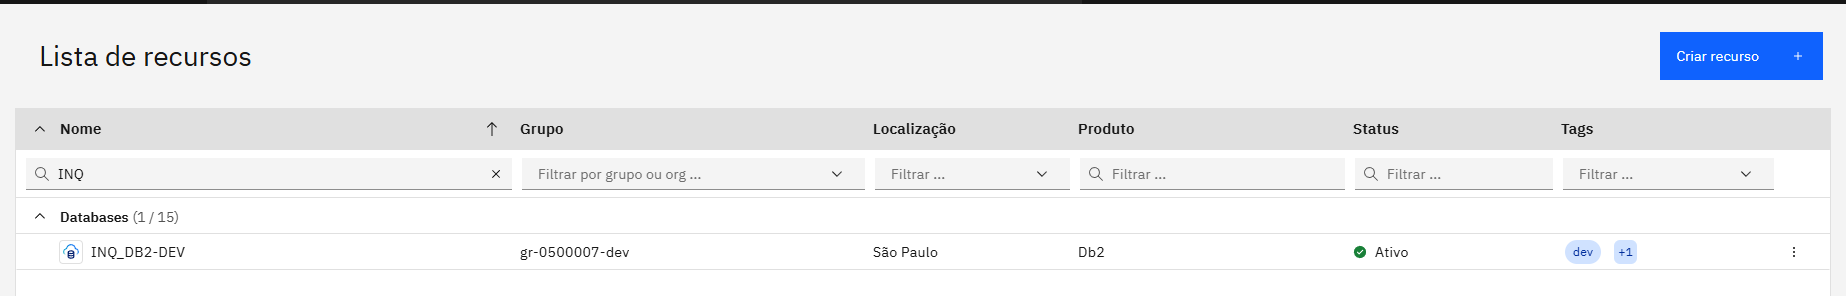 Lista de recursos
Criar recurso
Nome Grupo Localização Produto Status Tags
INQ Filtrar por grupo ou org ... Filtrar ... Filtrar ... Filtrar ... Filtrar ...
Databases (1 / 15)
INQ_DB2-DEV gr-0500007-dev São Paulo Db2 Ativo dev +1